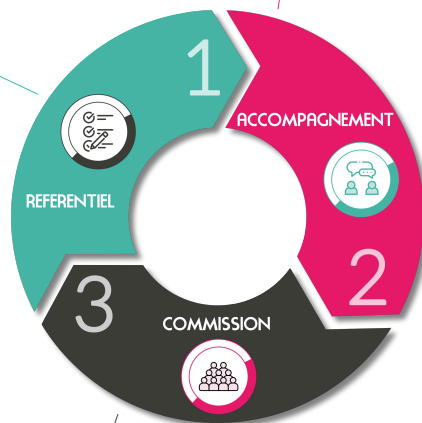 1
REFERENTIEL
ACCOMPAGNEMENT
2
3
COMMISSION